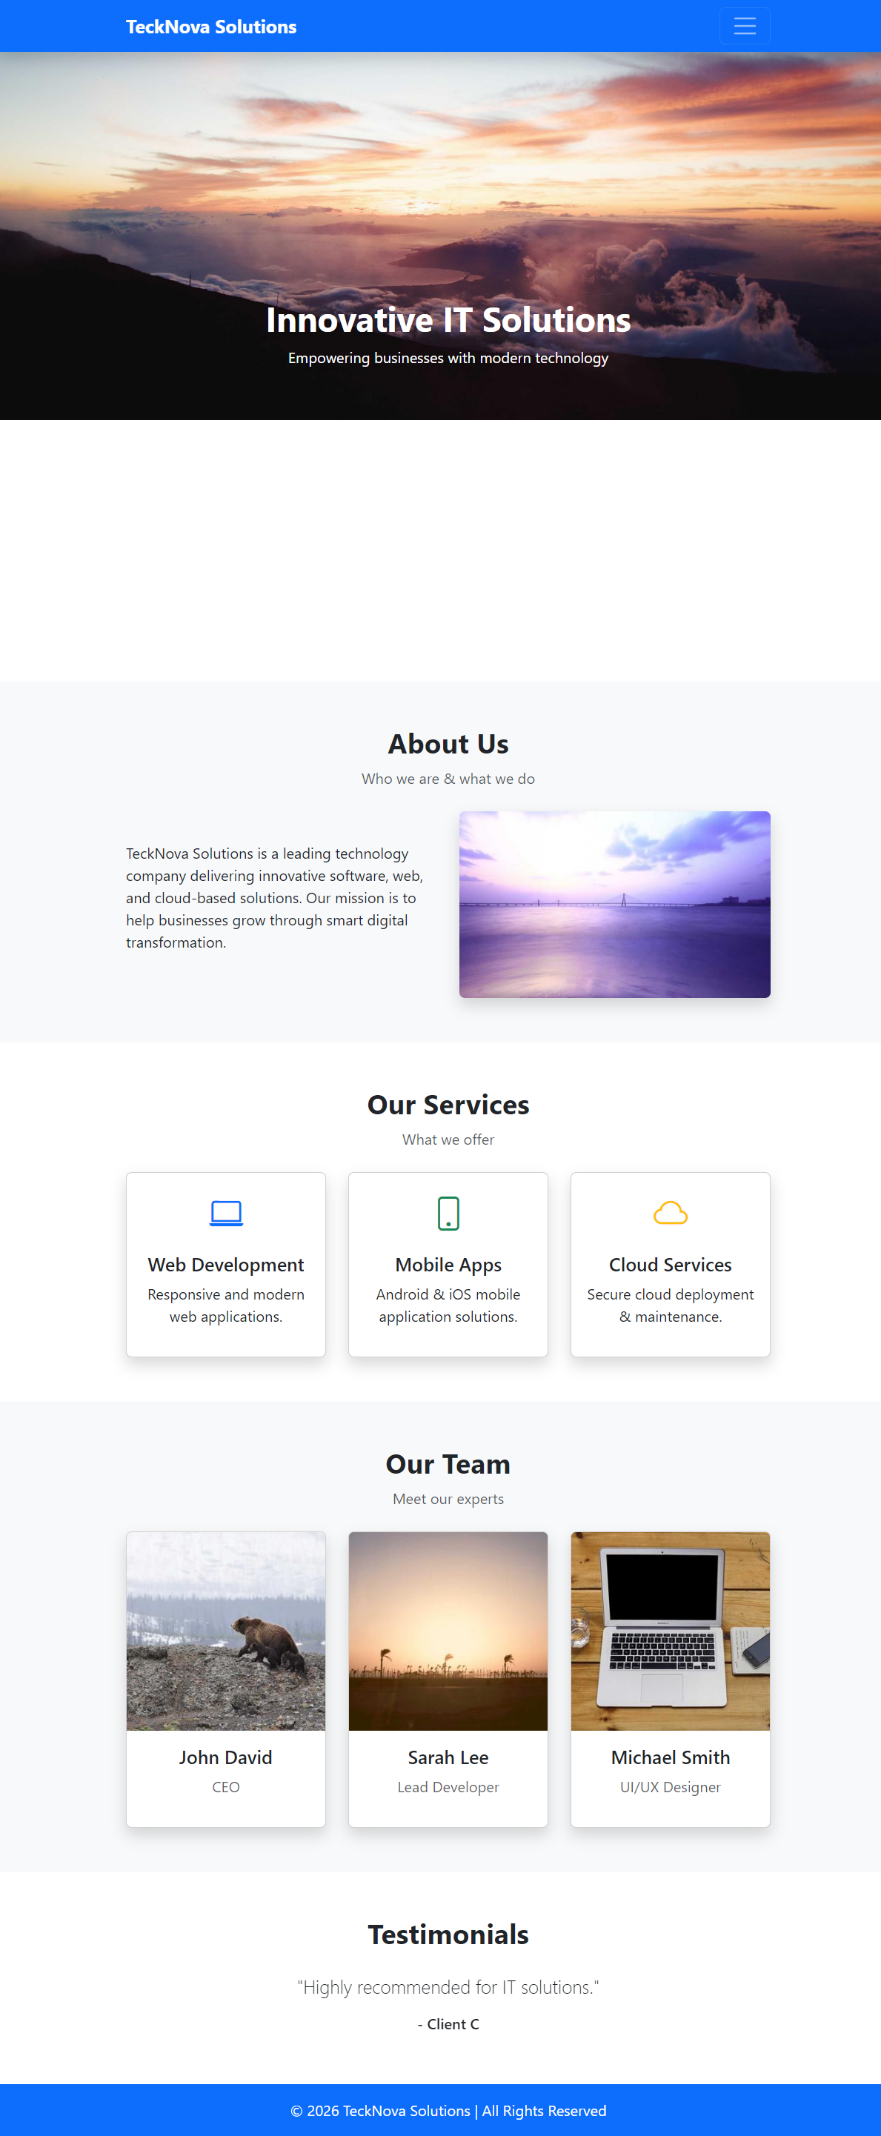 TeckNova Solutions
Innovative IT Solutions
Empowering businesses with modern technology
About Us
Who we are & what we do
TeckNova Solutions is a leading technology
company delivering innovative software, web,
and cloud-based solutions. Our mission is to
help businesses grow through smart digital
transformation.
Our Services
What we offer
Web Development
Responsive and modern
web applications.
Mobile Apps
Android & iOS mobile
application solutions.
Cloud Services
Secure cloud deployment
& maintenance.
Our Team
Meet our experts
John David
CEO
Sarah Lee
Lead Developer
Michael Smith
UI/UX Designer
Testimonials
"Highly recommended for IT solutions."
- Client C
© 2026 TeckNova Solutions | All Rights Reserved